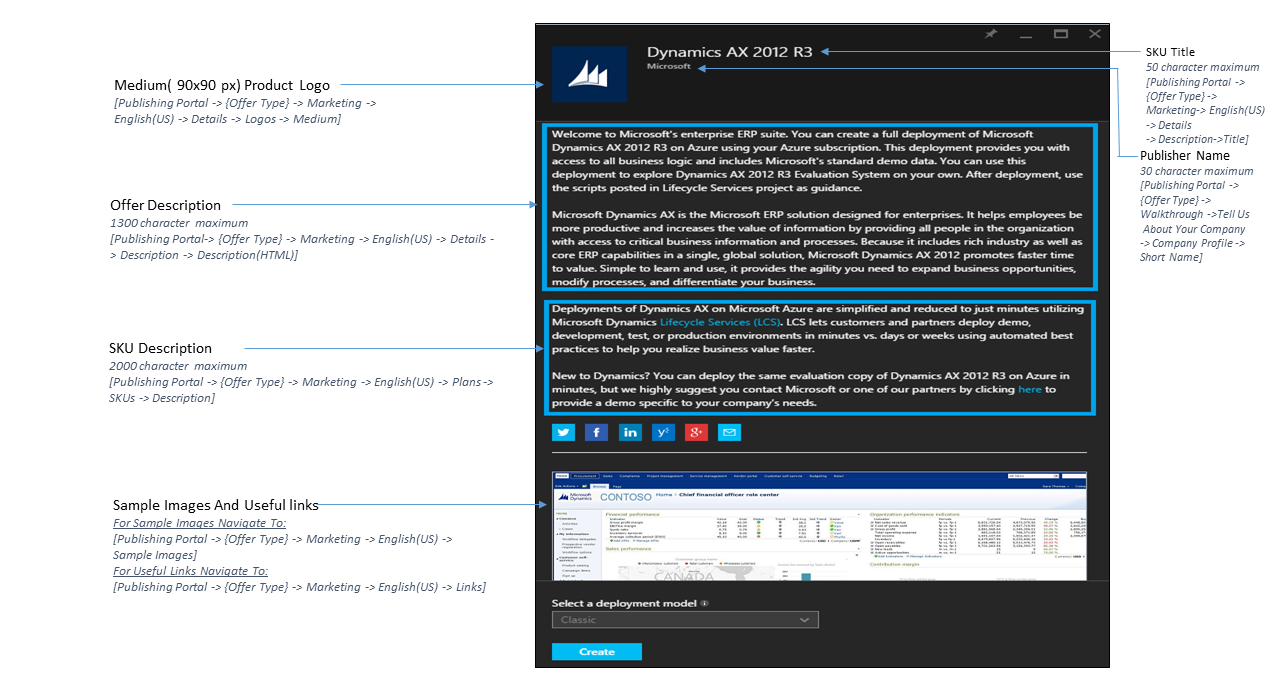 Dynamics AX 2012 R3
Microsoft
SKU Title
50 character maximum
[Publishing Portal ->
{Offer Type} ->
Marketing-> English(US)
-> Details
-> Description->Title]
Publisher Name
30 character maximum
[Publishing Portal ->
{Offer Type} ->
Walkthrough ->Tell Us
About Your Company
-> Company Profile->
Short Name]
Medium( 90x90 px) Product Logo
[Publishing Portal -> {Offer Type} -> Marketing ->
English(US) -> Details -> Logos -> Medium]
Welcome to Microsoft's enterprise ERP suite. You can create a full deployment of Microsoft
Dynamics AX 2012 R3 on Azure using your Azure subscription. This deployment provides you with
access to all business logic and includes Microsoft's standard demo data. You can use this
deployment to explore Dynamics AX 2012 R3 Evaluation System on your own. After deployment, use
the scripts posted in Lifecycle Services project as guidance.
Microsoft Dynamics AX is the Microsoft ERP solution designed for enterprises. It helps employees be
more productive and increases the value of information by providing all people in the organization
with access to critical business information and processes. Because it includes rich industry as well as
core ERP capabilities in a single, global solution, Microsoft Dynamics AX 2012 promotes faster time
to value. Simple to learn and use, it provides the agility you need to expand business opportunities,
modify processes, and differentiate your business.
Offer Description
1300 character maximum
[Publishing Portal-> {Offer Type} -> Marketing -> English(US) -> Details -
> Description -> Description(HTML)]
Deployments of Dynamics AX on Microsoft Azure are simplified and reduced to just minutes utilizing
Microsoft Dynamics Lifecycle Services (LCS). LCS lets customers and partners deploy demo,
development, test, or production environments in minutes vs. days or weeks using automated best
practices to help you realize business value faster.
New to Dynamics? You can deploy the same evaluation copy of Dynamics AX 2012 R3 on Azure in
minutes, but we highly suggest you contact Microsoft or one of our partners by clicking here to
provide a demo specific to your company's needs.
SKU Description
2000 character maximum
[Publishing Portal -> {Offer Type} -> Marketing -> English(US) -> Plans ->
SKUs -> Description]
Sample Images And Useful links
For Sample Images Navigate To:
[Publishing Portal -> {Offer Type} -> Marketing -> English(US) ->
Sample Images]
For Useful Links Navigate To:
[Publishing Portal -> {Offer Type} -> Marketing -> English(US) -> Links]
Microsoft
Dynamics
CONTOSO
Home › Chief financial officer role center
Financial performance
Organization performance indicators
Sales performance
Contribution margin
CANADA
Select a deployment model
Classic
Create